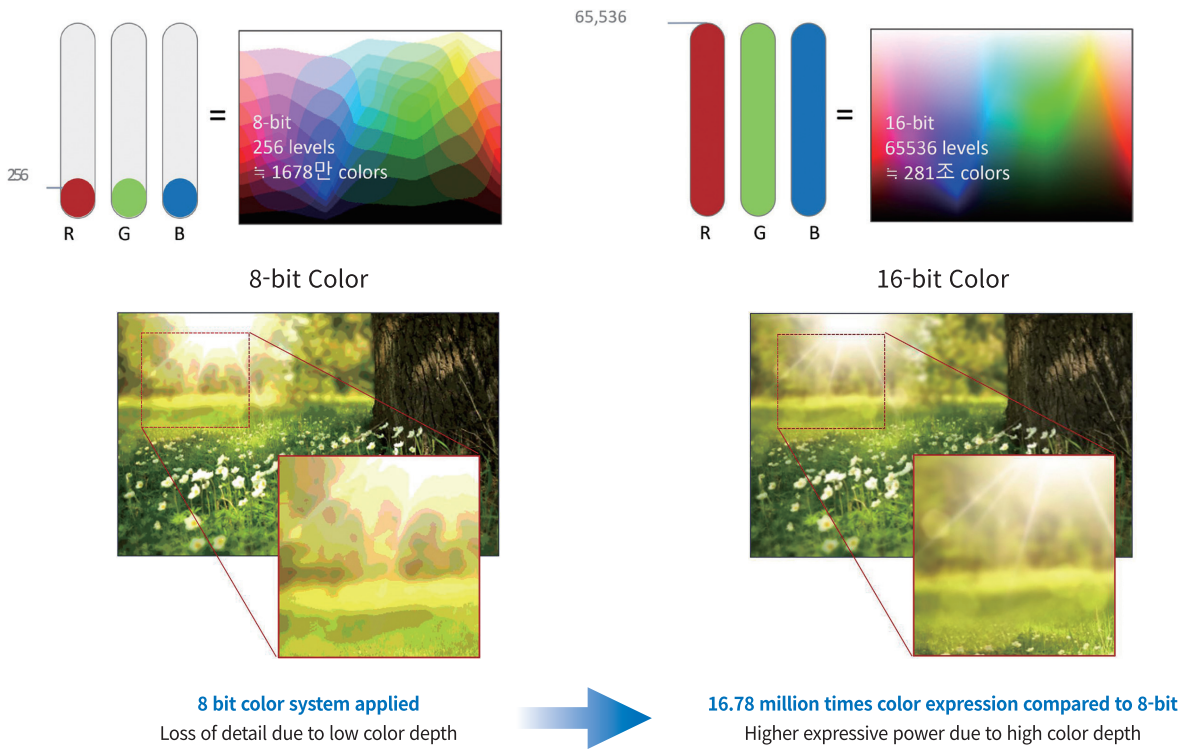 65,536
8-bit
256 levels
≒ 1678만 colors
=
256
R G B
16-bit
65536 levels
≒ 281조 colors
=
R G B
8-bit Color
16-bit Color
8 bit color system applied
Loss of detail due to low color depth
16.78 million times color expression compared to 8-bit
Higher expressive power due to high color depth